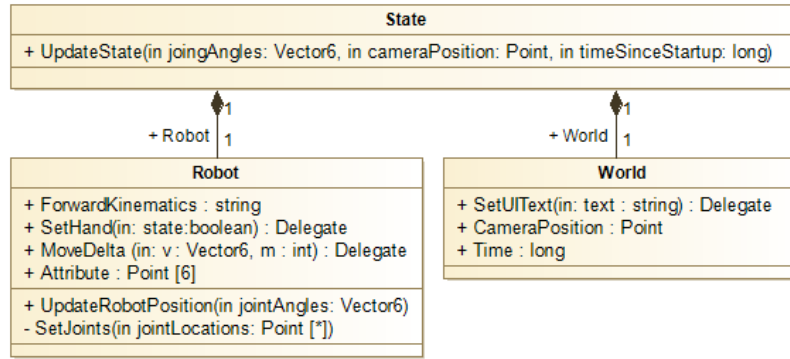 State
+ UpdateState(in joingAngles: Vector6, in cameraPosition: Point, in timeSinceStartup: long)
1
1
+ Robot
1
+ World
1
Robot
+ ForwardKinematics : string
+ SetHand(in: state:boolean) : Delegate
+ MoveDelta (in: v : Vector6, m : int) : Delegate
+ Attribute : Point [6]
+ UpdateRobotPosition(in jointAngles: Vector6)
- SetJoints(in jointLocations: Point [*])
World
+ SetUIText(in: text : string) : Delegate
+ CameraPosition : Point
+ Time : long